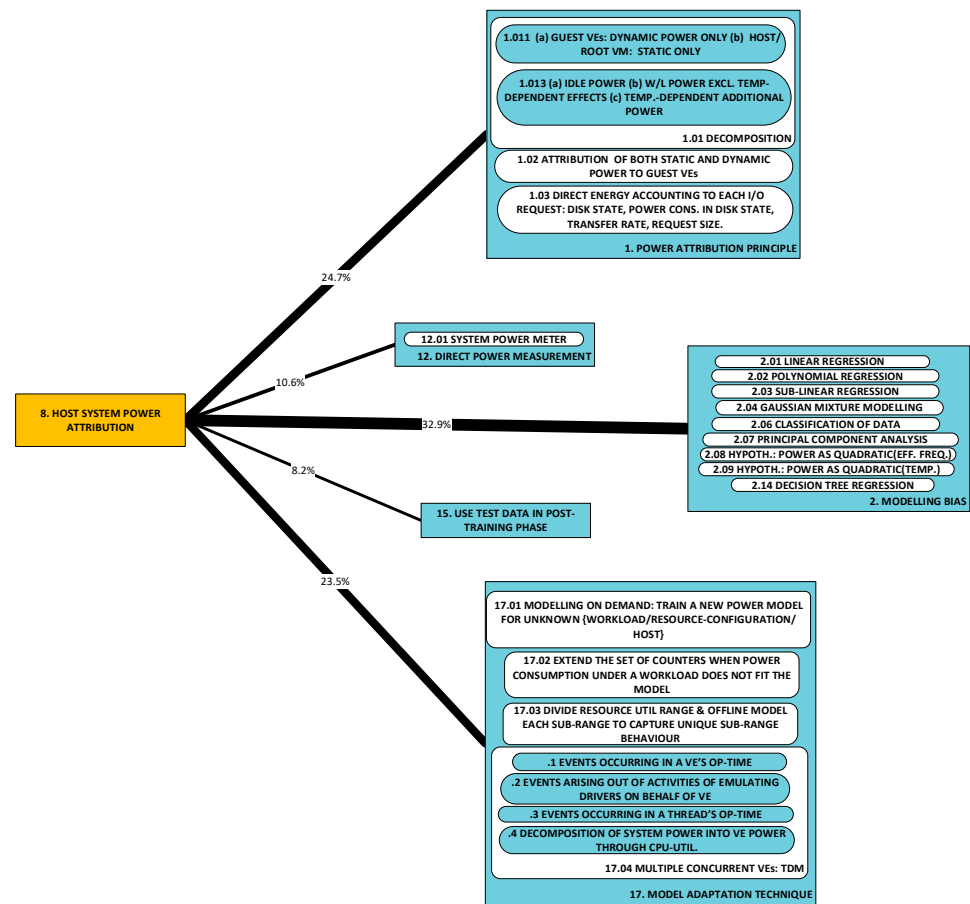 1.011 (a) GUEST VEs: DYNAMIC POWER ONLY (b) HOST/
ROOT VM: STATIC ONLY
1.013 (a) IDLE POWER (b) W/L POWER EXCL. TEMP-
DEPENDENT EFFECTS (c) TEMP.-DEPENDENT ADDITIONAL
POWER
1.01 DECOMPOSITION
1.02 ATTRIBUTION OF BOTH STATIC AND DYNAMIC
POWER TO GUEST VEs
1.03 DIRECT ENERGY ACCOUNTING TO EACH I/O
REQUEST: DISK STATE, POWER CONS. IN DISK STATE,
TRANSFER RATE, REQUEST SIZE.
1. POWER ATTRIBUTION PRINCIPLE
24.7%
12.01 SYSTEM POWER METER
12. DIRECT POWER MEASUREMENT
10.6%
8. HOST SYSTEM POWER
ATTRIBUTION
32.9%
2.01 LINEAR REGRESSION
2.02 POLYNOMIAL REGRESSION
2.03 SUB-LINEAR REGRESSION
2.04 GAUSSIAN MIXTURE MODELLING
2.06 CLASSIFICATION OF DATA
2.07 PRINCIPAL COMPONENT ANALYSIS
2.08 HYPOTH.: POWER AS QUADRATIC(EFF. FREQ.)
2.09 HYPOTH.: POWER AS QUADRATIC(TEMP.)
2.14 DECISION TREE REGRESSION
2. MODELLING BIAS
8.2%
15. USE TEST DATA IN POST-
TRAINING PHASE
23.5%
17.01 MODELLING ON DEMAND: TRAIN A NEW POWER MODEL
FOR UNKNOWN {WORKLOAD/RESOURCE-CONFIGURATION/
HOST}
17.02 EXTEND THE SET OF COUNTERS WHEN POWER
CONSUMPTION UNDER A WORKLOAD DOES NOT FIT THE
MODEL
17.03 DIVIDE RESOURCE UTIL RANGE & OFFLINE MODEL
EACH SUB-RANGE TO CAPTURE UNIQUE SUB-RANGE
BEHAVIOUR
.1 EVENTS OCCURRING IN A VE'S OP-TIME
.2 EVENTS ARISING OUT OF ACTIVITIES OF EMULATING
DRIVERS ON BEHALF OF VE
.3 EVENTS OCCURRING IN A THREAD'S OP-TIME
.4 DECOMPOSITION OF SYSTEM POWER INTO VE POWER
THROUGH CPU-UTIL.
17.04 MULTIPLE CONCURRENT VEs: TDM
17. MODEL ADAPTATION TECHNIQUE